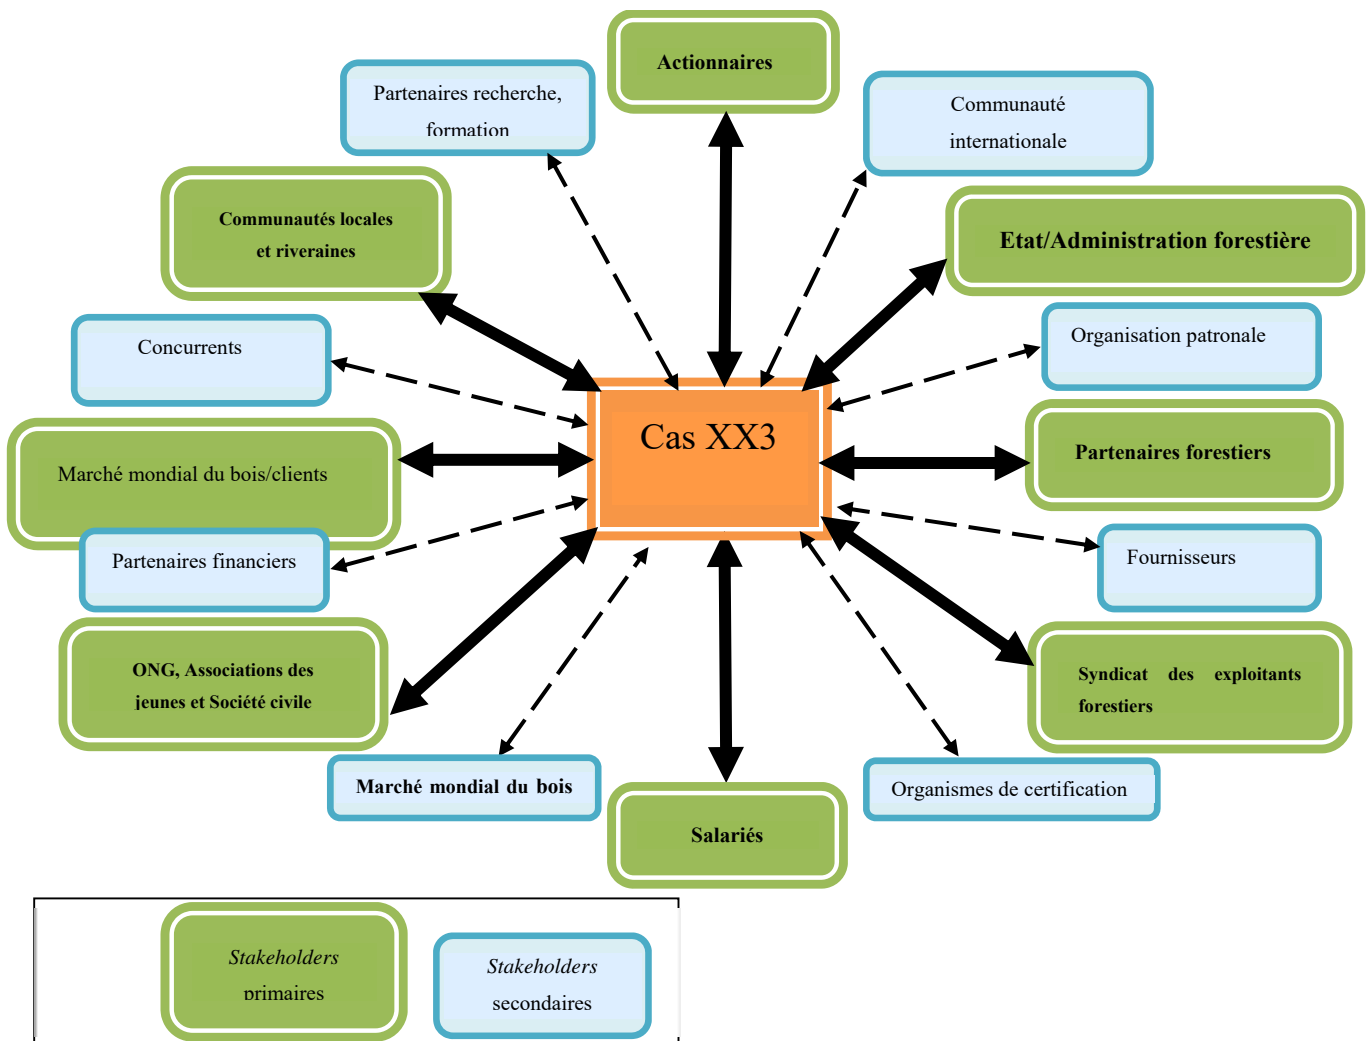 Actionnaires
Partenaires recherche,
formation
Communauté
internationale
Communautés locales
et riveraines
Etat/Administration forestière
Concurrents
Organisation patronale
Cas XX3
Marché mondial du bois/clients
Partenaires forestiers
Partenaires financiers
Fournisseurs
ONG, Associations des
jeunes et Société civile
Syndicat des exploitants
forestiers
Marché mondial du bois
Organismes de certification
Salariés
Stakeholders
primaires
Stakeholders
secondaires